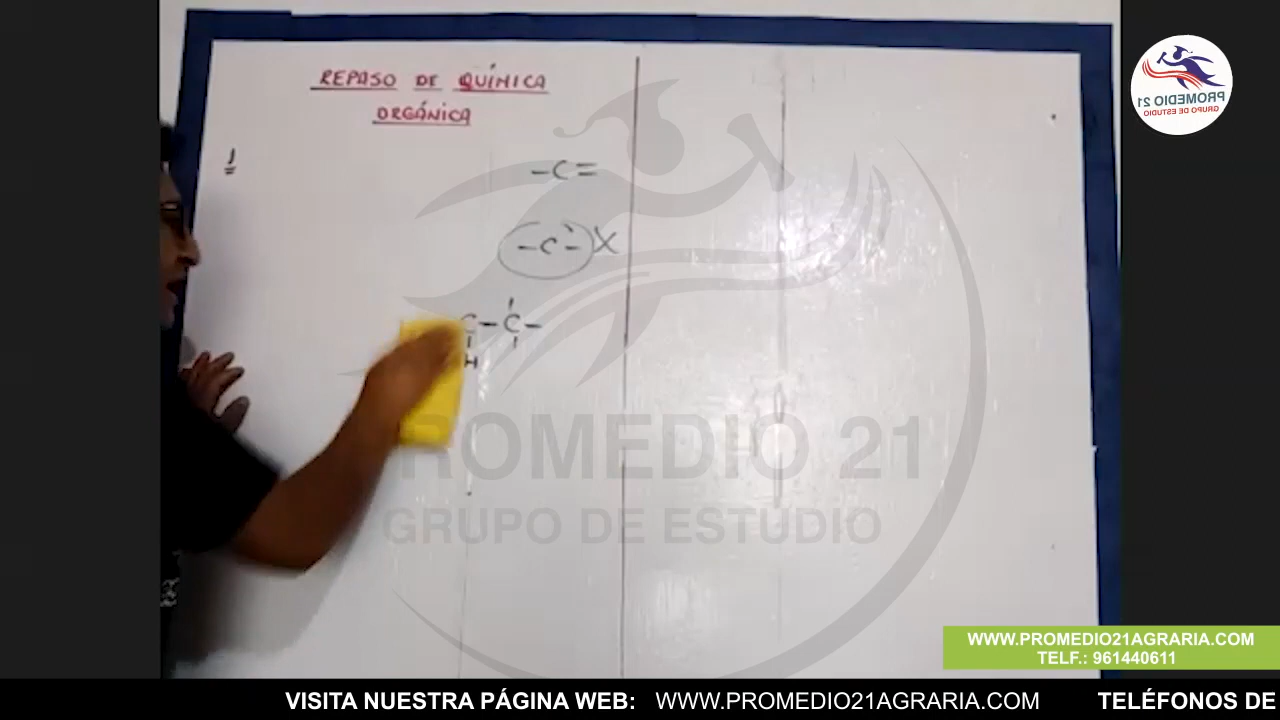 REPASO DE QUÍMICA
ORGÁNICA
1
-C=
-C- X
C-C-
H
PROMEDIO 21
GRUPO DE ESTUDIO
PROMEDIO 21
GRUPO DE ESTUDIO
WWW.PROMEDIO21AGRARIA.COM
TELF.: 961440611
VISITA NUESTRA PÁGINA WEB: WWW.PROMEDIO21AGRARIA.COM TELÉFONOS DE